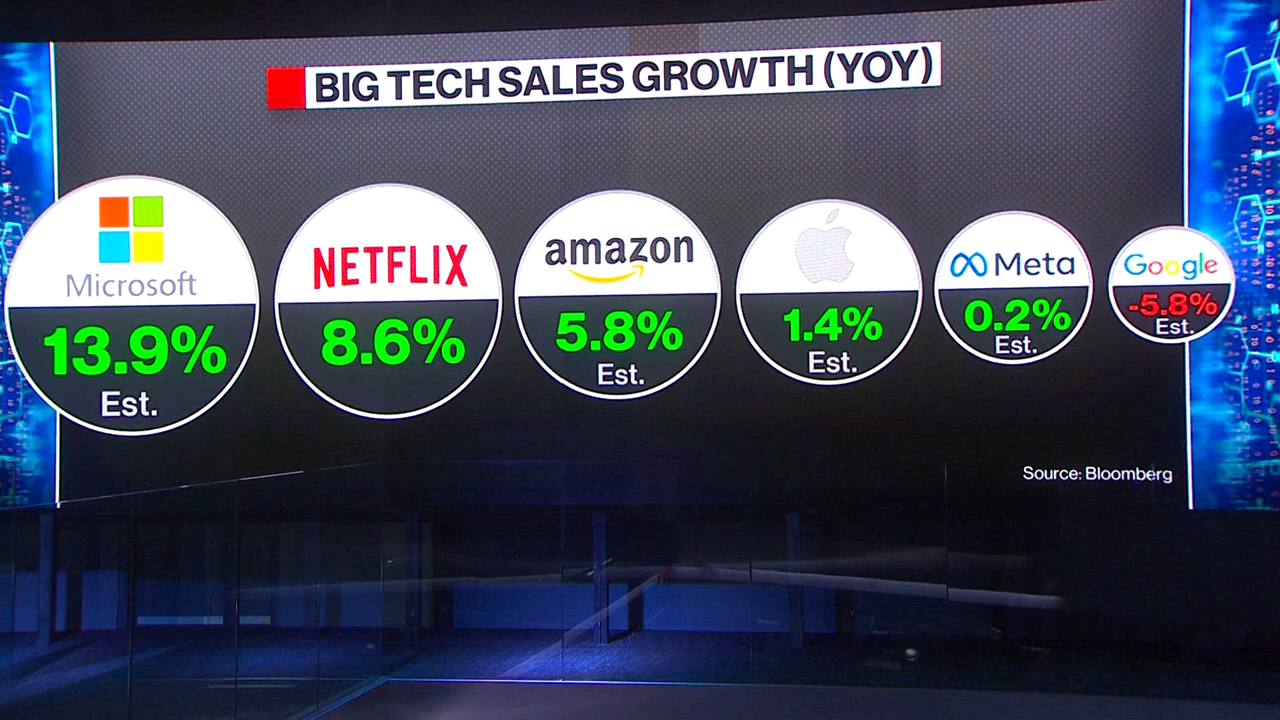 BIG TECH SALES GROWTH (YOY)
Microsoft
13.9%
Est.
NETFLIX
8.6%
amazon
5.8%
Est.
1.4%
Est.
Meta
0.2%
Est.
Google
-5.8%
Est.
Source: Bloomberg